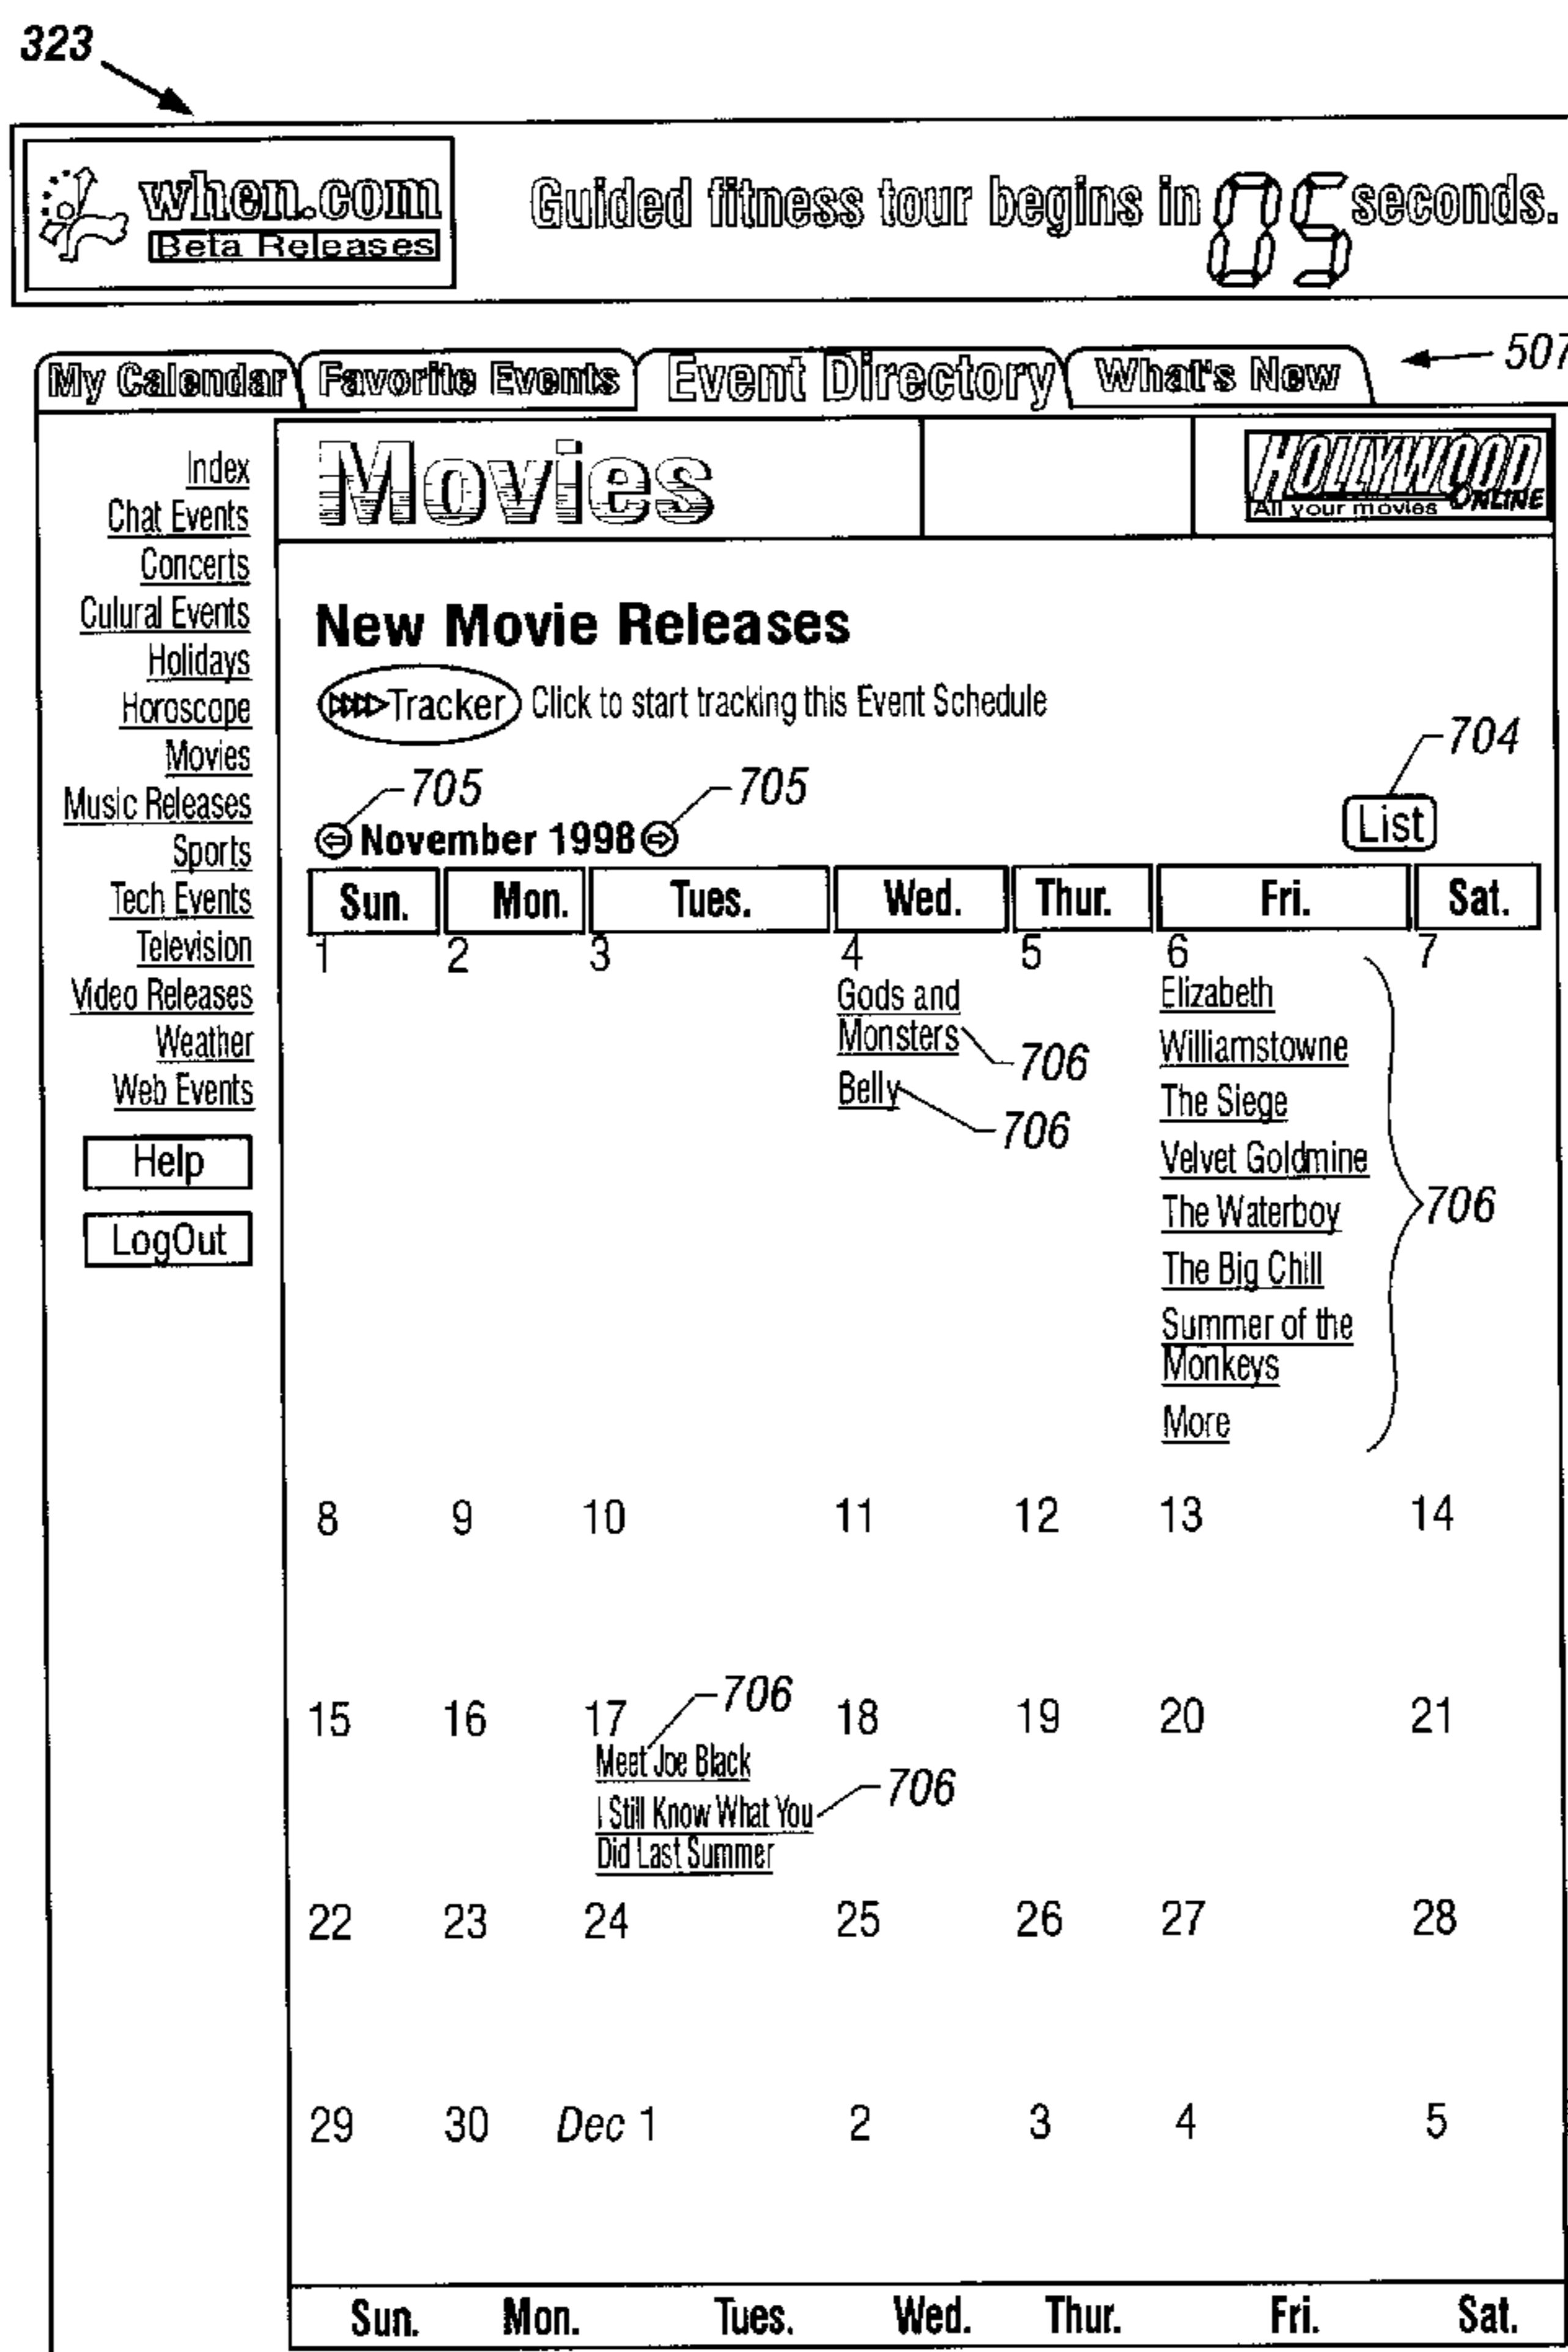 323
when.com
Beta Releases
Guided fitness tour begins in 05 seconds.
My Calendar Favorite Events Event Directory What's New 507
Index
Chat Events
Concerts
Culural Events
Holidays
Horoscope
Movies
Music Releases
Sports
Tech Events
Television
Video Releases
Weather
Web Events
Help
LogOut
Movies
HOLLYWOOD
ONLINE
All your movies
New Movie Releases
Tracker Click to start tracking this Event Schedule
704
705 705
November 1998
List
Sun. Mon. Tues. Wed. Thur. Fri. Sat.
1 2 3 4 5 6 7
Gods and
Monsters
706
Belly
706
Elizabeth
Williamstowne
The Siege
Velvet Goldmine
The Waterboy
The Big Chill
Summer of the
Monkeys
More
706
8 9 10 11 12 13 14
706
15 16 17 18 19 20 21
Meet Joe Black
706
I Still Know What You
Did Last Summer
22 23 24 25 26 27 28
29 30 Dec 1 2 3 4 5
Sun. Mon. Tues. Wed. Thur. Fri. Sat.